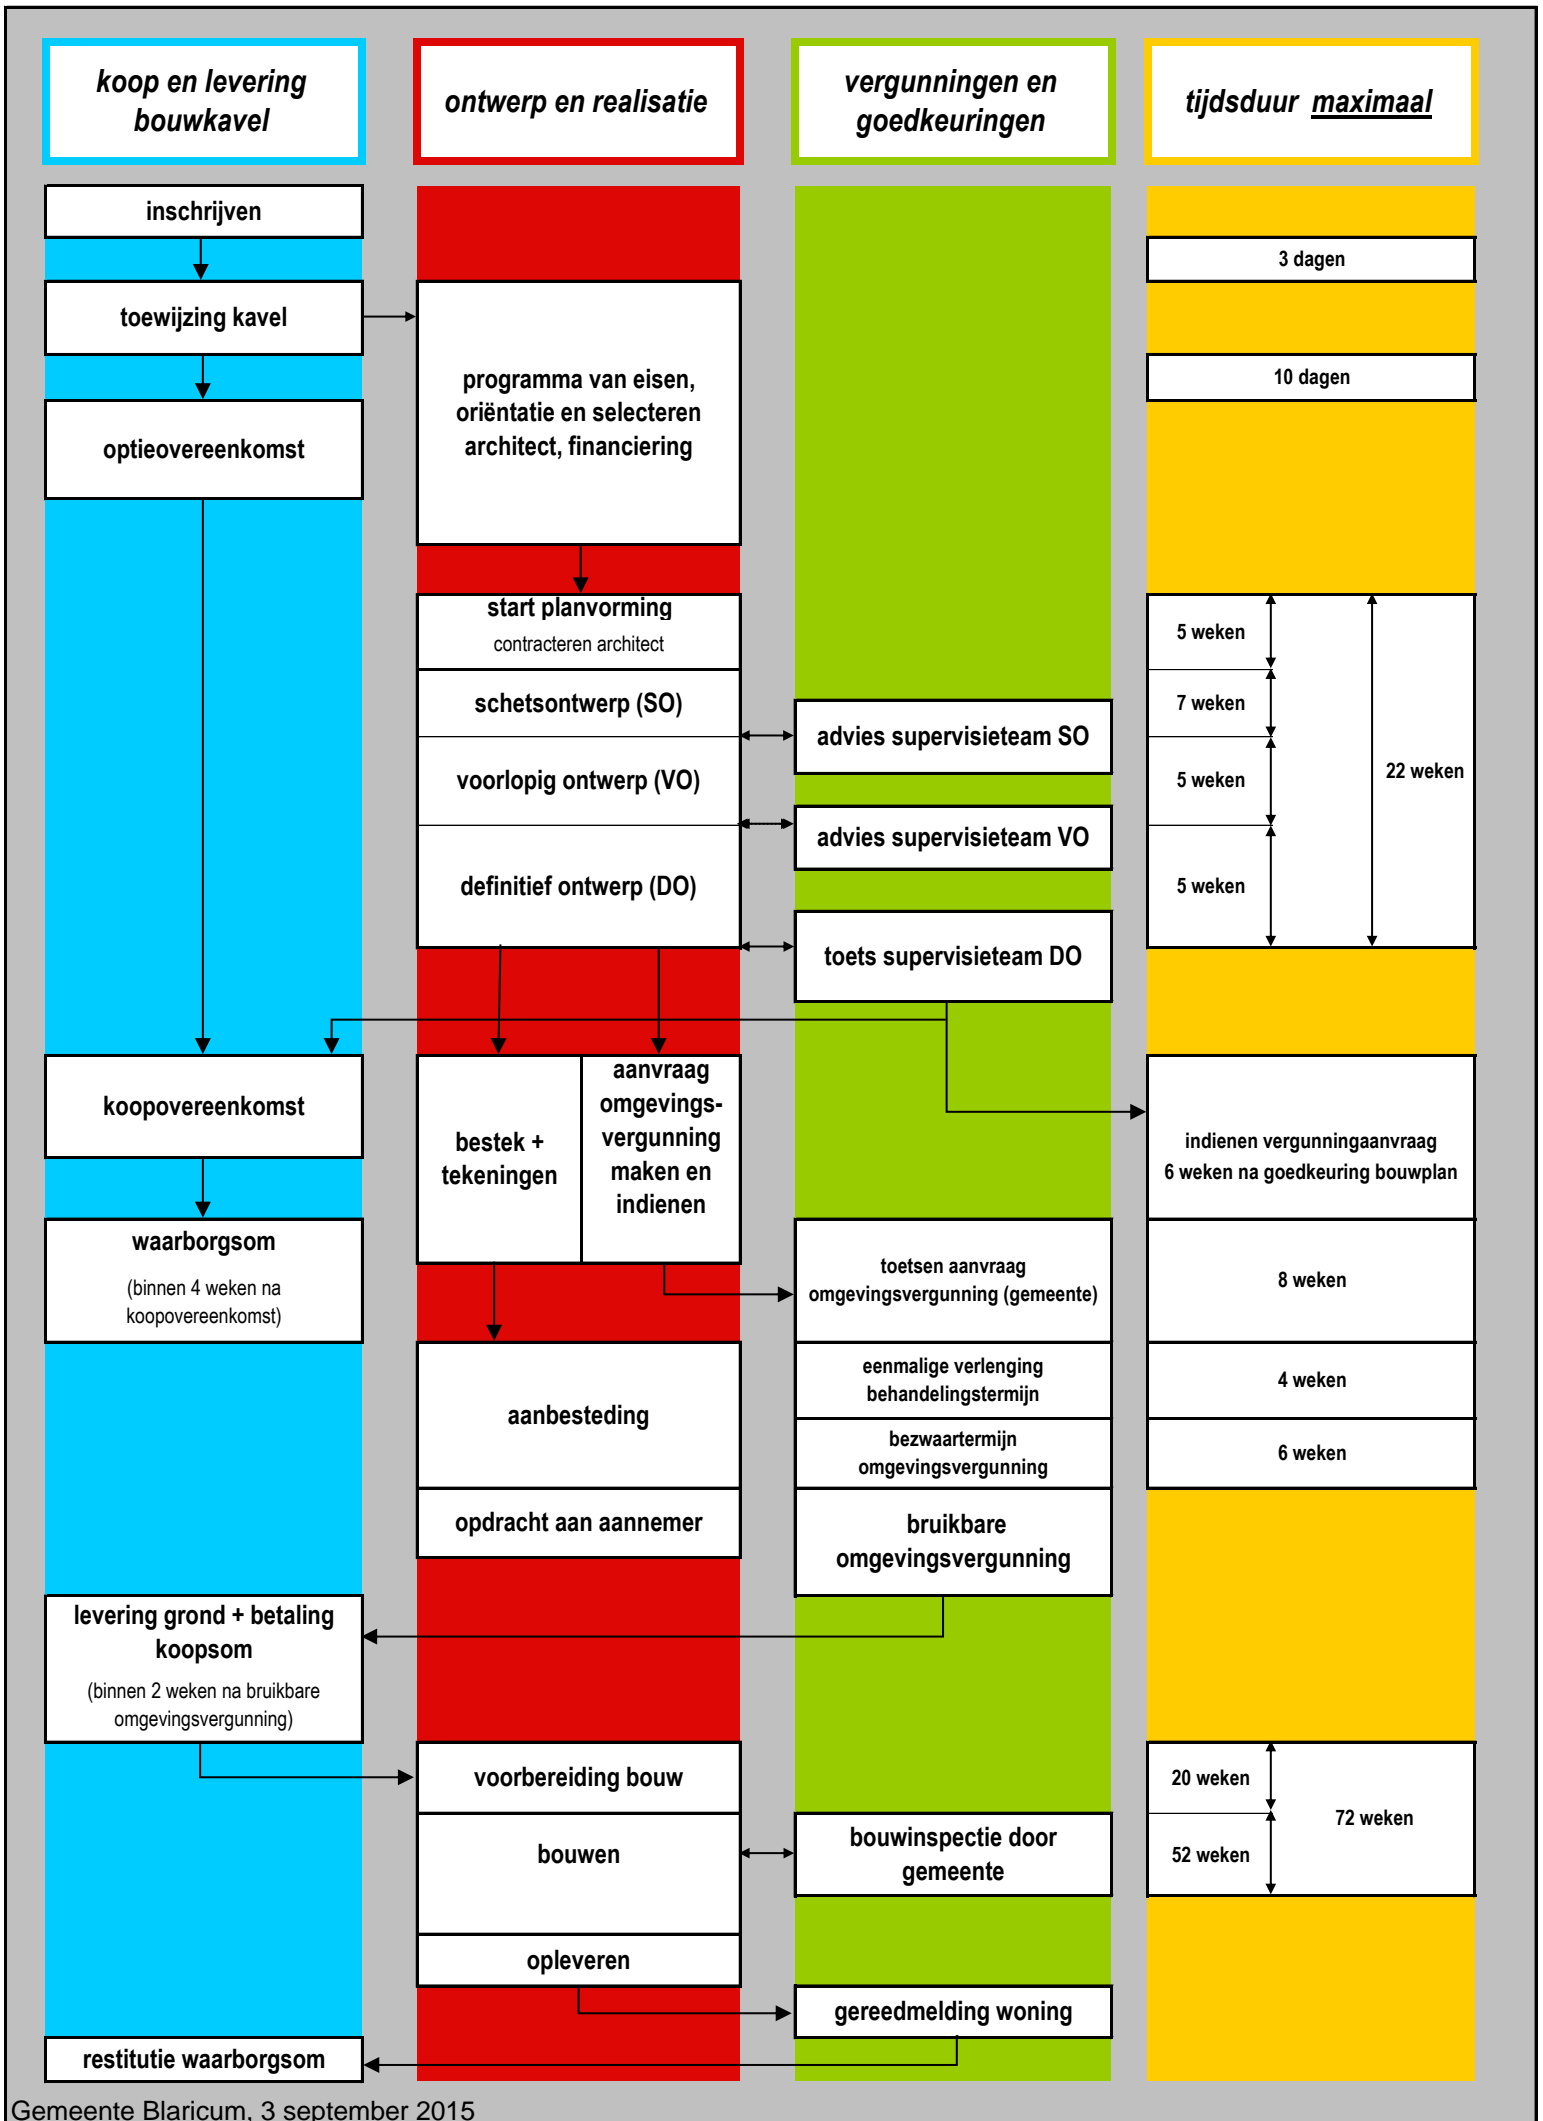 koop en levering
bouwkavel
ontwerp en realisatie
vergunningen en
goedkeuringen
tijdsduur maximaal
inschrijven
3 dagen
toewijzing kavel
10 dagen
programma van eisen,
oriëntatie en selecteren
architect, financiering
optieovereenkomst
start planvorming
contracteren architect
5 weken
schetsontwerp (SO)
7 weken
advies supervisieteam SO
voorlopig ontwerp (VO)
5 weken
22 weken
advies supervisieteam VO
definitief ontwerp (DO)
5 weken
toets supervisieteam DO
koopovereenkomst
bestek +
tekeningen
aanvraag
omgevings-
vergunning
maken en
indienen
indienen vergunningaanvraag
6 weken na goedkeuring bouwplan
waarborgsom
(binnen 4 weken na
koopovereenkomst)
toetsen aanvraag
omgevingsvergunning (gemeente)
8 weken
aanbesteding
eenmalige verlenging
behandelingstermijn
4 weken
bezwaartermijn
omgevingsvergunning
6 weken
opdracht aan aannemer
bruikbare
omgevingsvergunning
levering grond + betaling
koopsom
(binnen 2 weken na bruikbare
omgevingsvergunning)
voorbereiding bouw
20 weken
72 weken
bouwen
bouwinspectie door
gemeente
52 weken
opleveren
gereedmelding woning
restitutie waarborgsom
Gemeente Blaricum, 3 september 2015